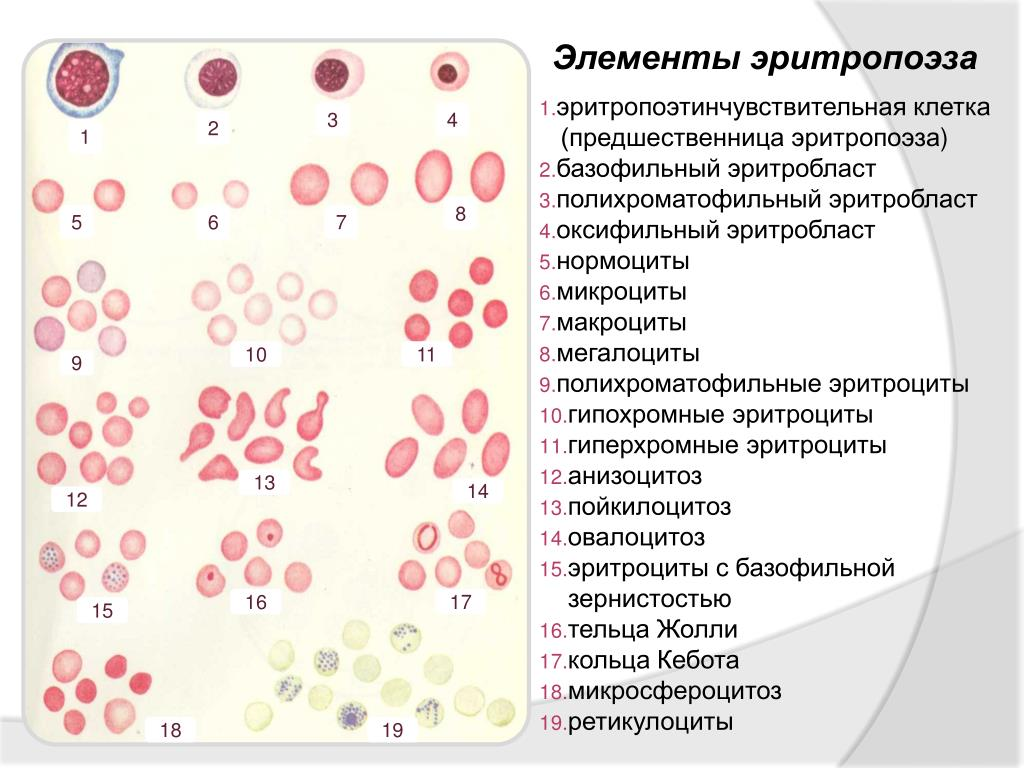 Элементы эритропоэза
1.эритропоэтинчувствительная клетка
(предшественница эритропоэза)
2.базофильный эритробласт
3.полихроматофильный эритробласт
4.оксифильный эритробласт
5.нормоциты
6.микроциты
7.макроциты
8.мегалоциты
9.полихроматофильные эритроциты
10.гипохромные эритроциты
11.гиперхромные эритроциты
12.анизоцитоз
13.пойкилоцитоз
14.овалоцитоз
15.эритроциты с базофильной
зернистостью
16.тельца Жолли
17.кольца Кебота
18.микросфероцитоз
19.ретикулоциты
1 2 3 4
5 6 7 8
9 10 11
12 13 14
15 16 17
18 19